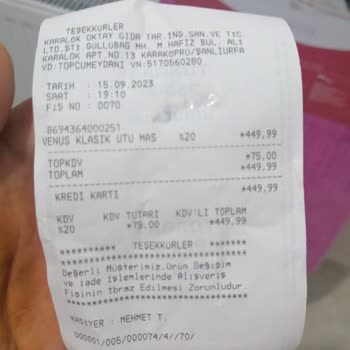 TEŞEKKÜRLER
KARALOK OKTAY GIDA TAR.İNŞ.SAN.VE TİC.
LTD.ŞTİ.GÜLLÜBAĞ MH. M.HAFIZ BUL. ALİ
KARALOK APT.NO.13 KARAKÖPRÜ/ŞANLIURFA
VD:TOPÇUMEYDANI VN:5170560280
TARİH : 15.09.2023
SAAT : 19:10
FİŞ NO : 0070
8694364000251
VENUS KLASIK UTU MAS %20 *449.99
TOPKDV *75.00
TOPLAM *449.99
KREDİ KARTI *449.99
KDV KDV TUTARI KDV'Lİ TOPLAM
%20 *75.00 *449.99
TEŞEKKÜRLER
Değerli Müşterimiz.Ürün Değişim
ve iade İşlemlerinde Alışveriş
Fişinin İbraz Edilmesi Zorunludur.
KASİYER : MEHMET T.
000001/005/000074/4//70/